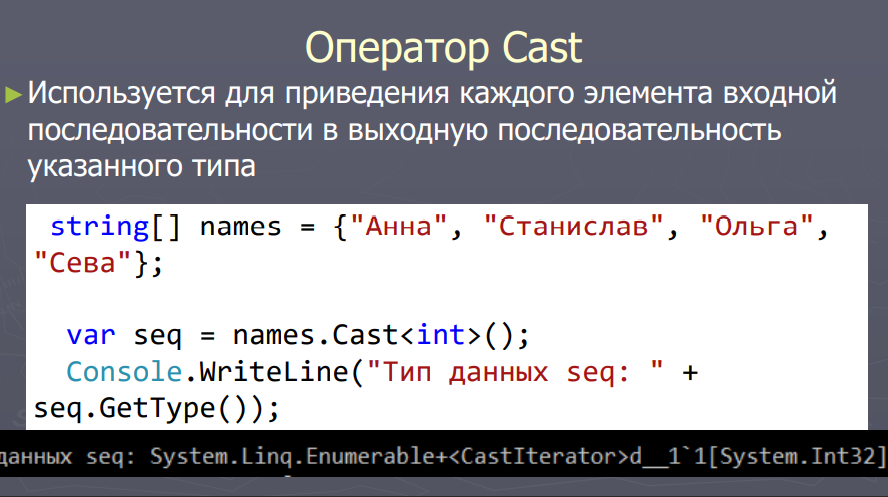 Оператор Cast
Используется для приведения каждого элемента входной
последовательности в выходную последовательность
указанного типа
string[] names = {"Анна", "Станислав", "Ольга",
"Сева"};
var seq = names.Cast<int>();
Console.WriteLine("Тип данных seq: " +
seq.GetType());
данных seq: System.Linq.Enumerable+<CastIterator>d__1`1[System.Int32]